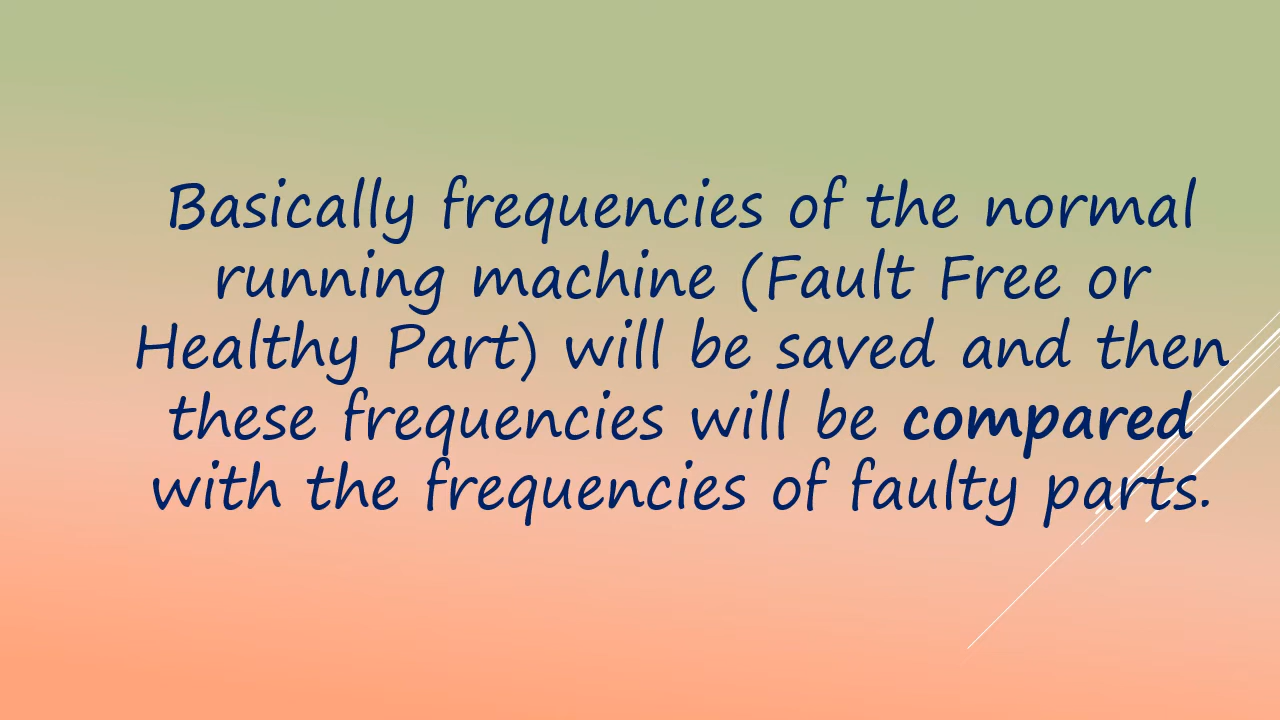 Basically frequencies of the normal
running machine (Fault Free or
Healthy Part) will be saved and then
these frequencies will be compared
with the frequencies of faulty parts.